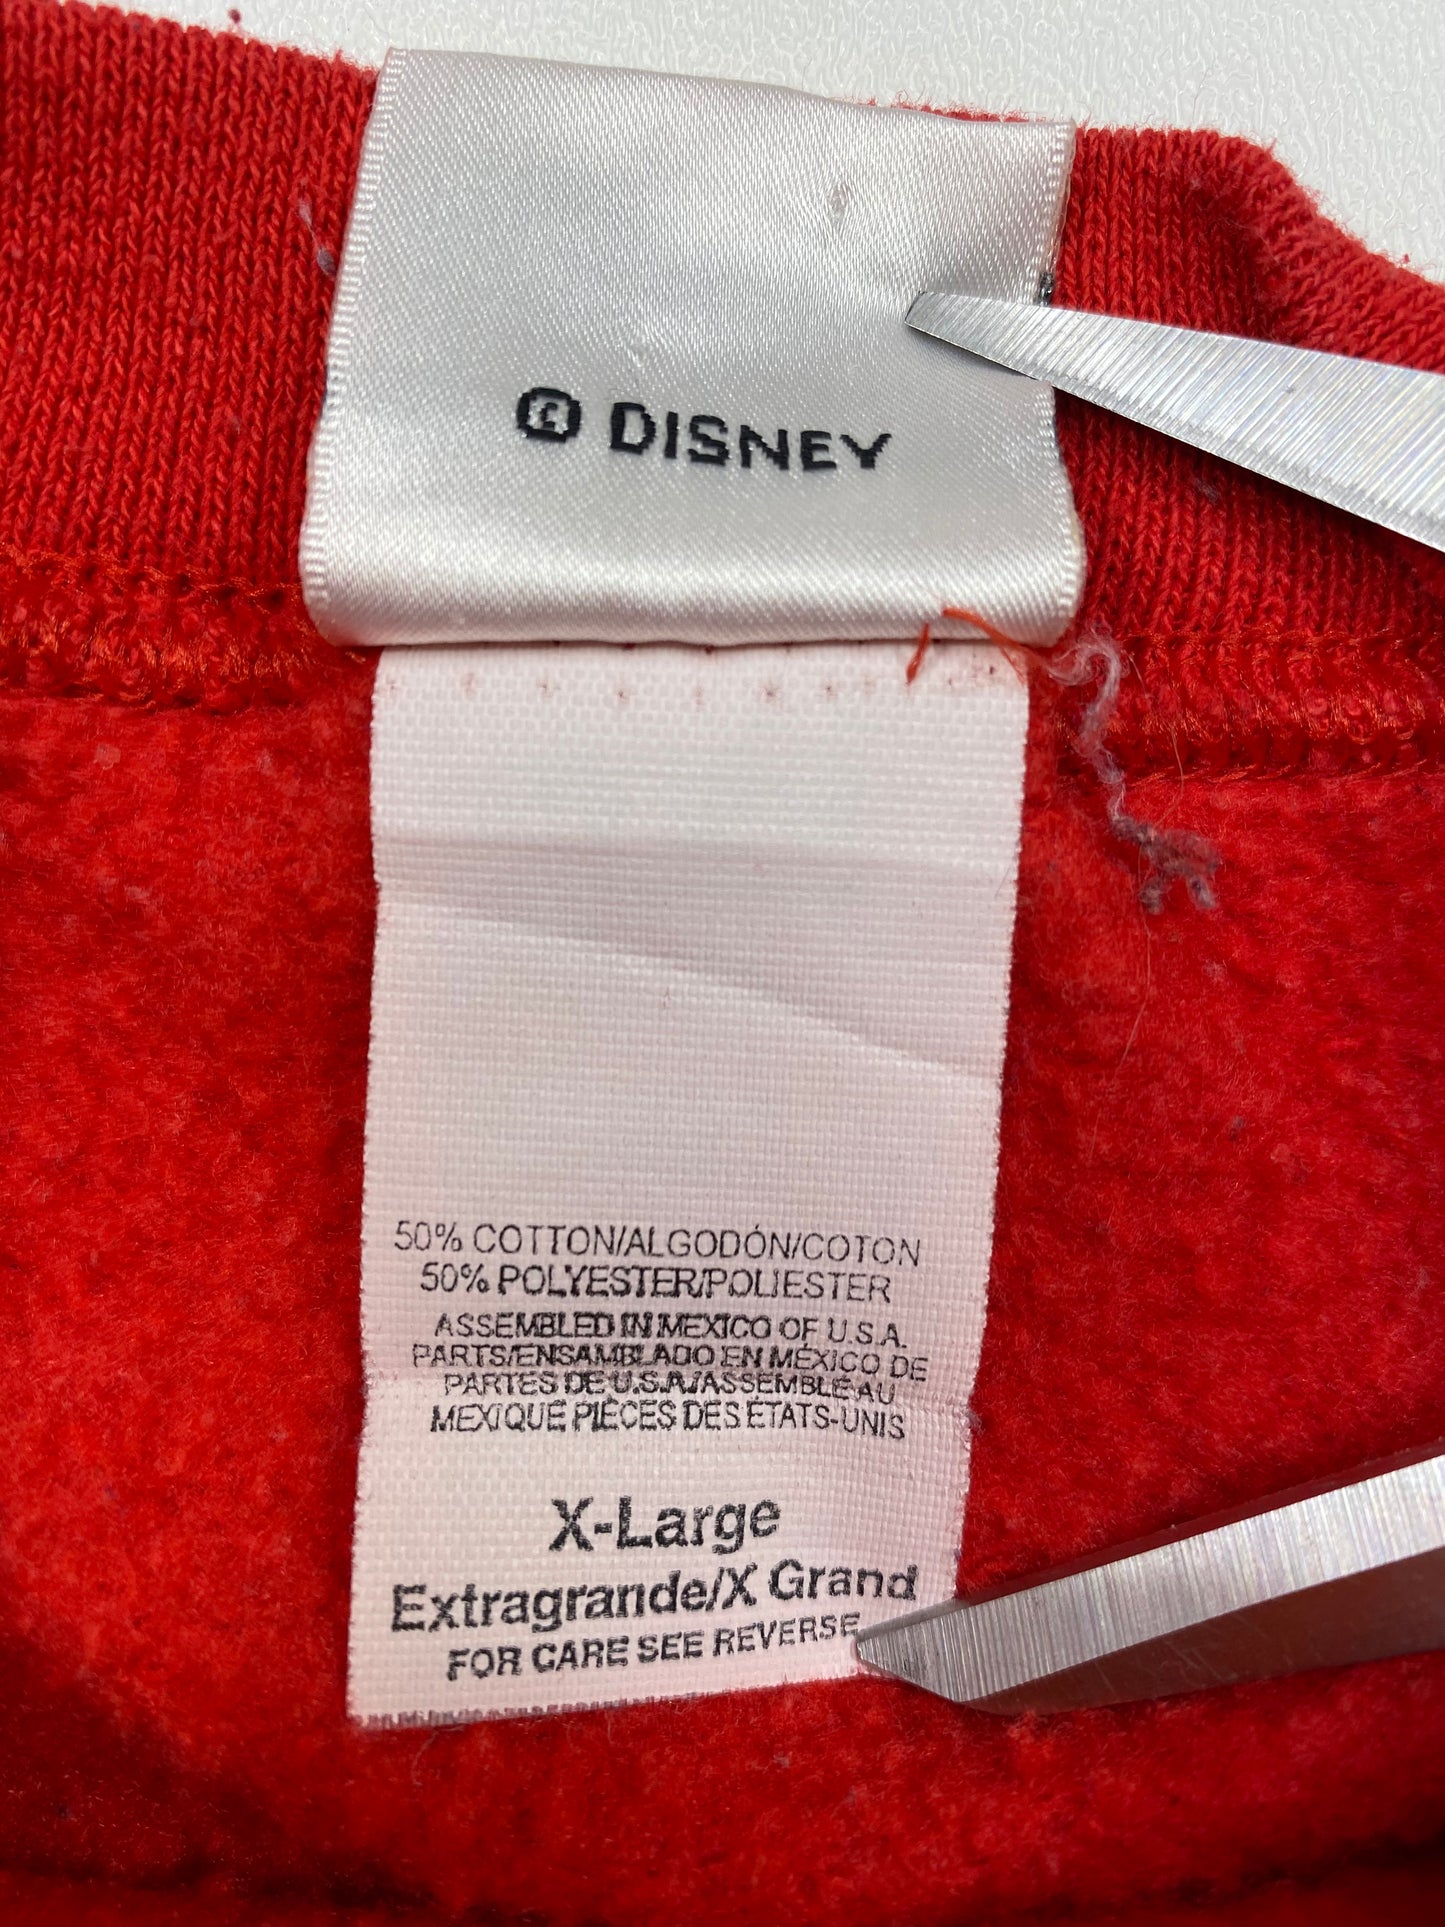 © DISNEY
50% COTTON/ALGODÓN/COTON
50% POLYESTER/POLIESTER
ASSEMBLED IN MEXICO OF U.S.A.
PARTS/ENSAMBLADO EN MÉXICO DE
PARTES DE U.S.A./ASSEMBLÉ AU
MEXIQUE PIÈCES DES ÉTATS-UNIS
X-Large
Extragrande/X Grand
FOR CARE SEE REVERSE